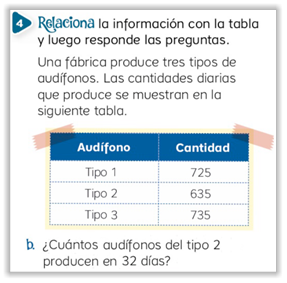 4 Relaciona la información con la tabla
y luego responde las preguntas.
Una fábrica produce tres tipos de
audífonos. Las cantidades diarias
que produce se muestran en la
siguiente tabla.
Audífono Cantidad
Tipo 1 725
Tipo 2 635
Tipo 3 735
b. ¿Cuántos audífonos del tipo 2
producen en 32 días?